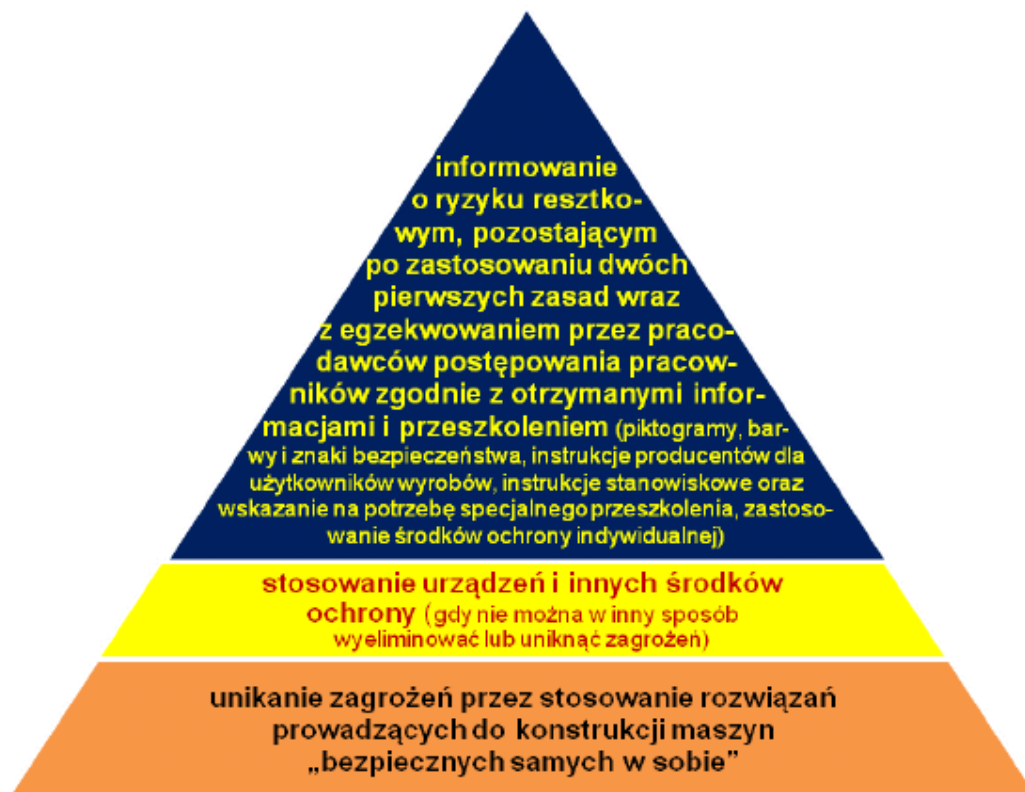 informowanie
o ryzyku resztko-
wym, pozostającym
po zastosowaniu dwóch
pierwszych zasad wraz
z egzekwowaniem przez praco-
dawców postępowania pracow-
ników zgodnie z otrzymanymi infor-
macjami i przeszkoleniem (piktogramy, bar-
wy i znaki bezpieczeństwa, instrukcje producentów dla
użytkowników wyrobów, instrukcje stanowiskowe oraz
wskazanie na potrzebę specjalnego przeszkolenia, zastoso-
wanie środków ochrony indywidualnej)
stosowanie urządzeń i innych środków
ochrony (gdy nie można w inny sposób
wyeliminować lub uniknąć zagrożeń)
unikanie zagrożeń przez stosowanie rozwiązań
prowadzących do konstrukcji maszyn
„bezpiecznych samych w sobie”